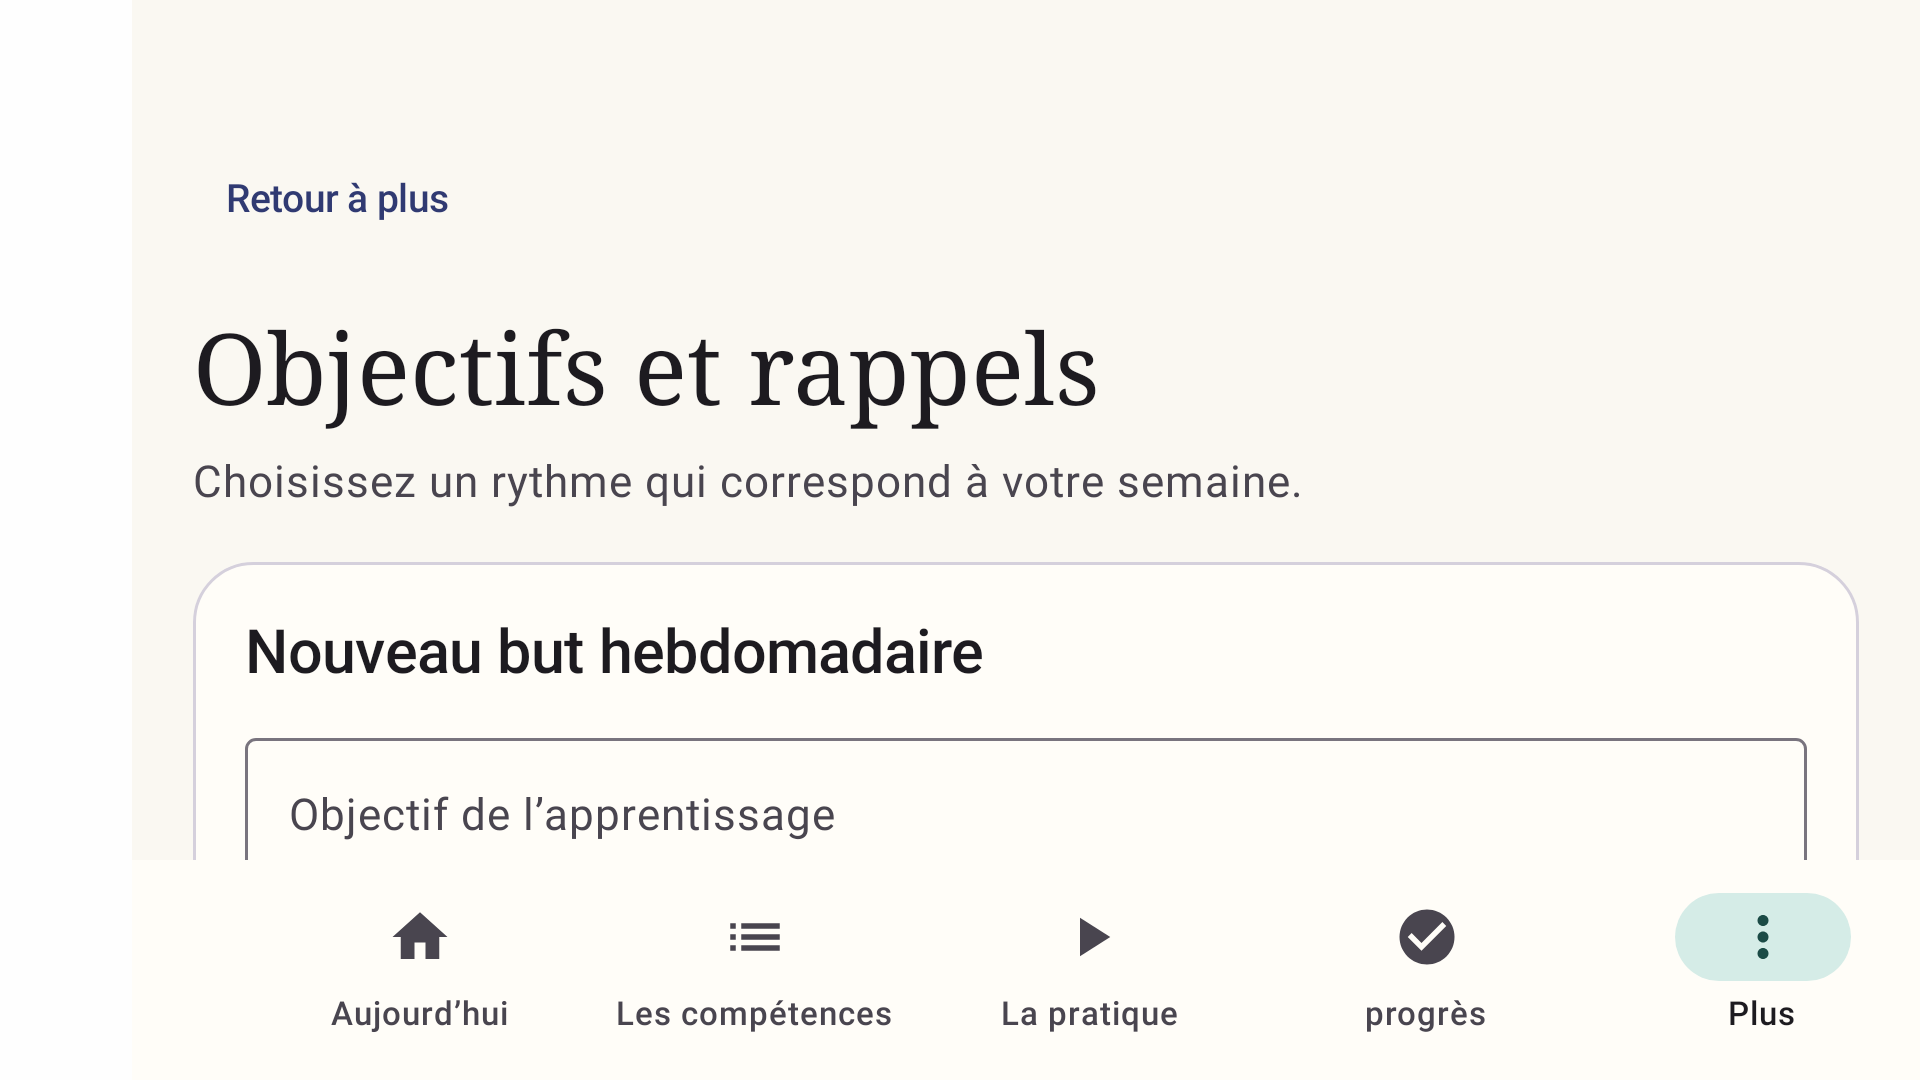 Retour à plus
Objectifs et rappels
Choisissez un rythme qui correspond à votre semaine.
Nouveau but hebdomadaire
Objectif de l’apprentissage
Aujourd’hui
Les compétences
La pratique
progrès
Plus